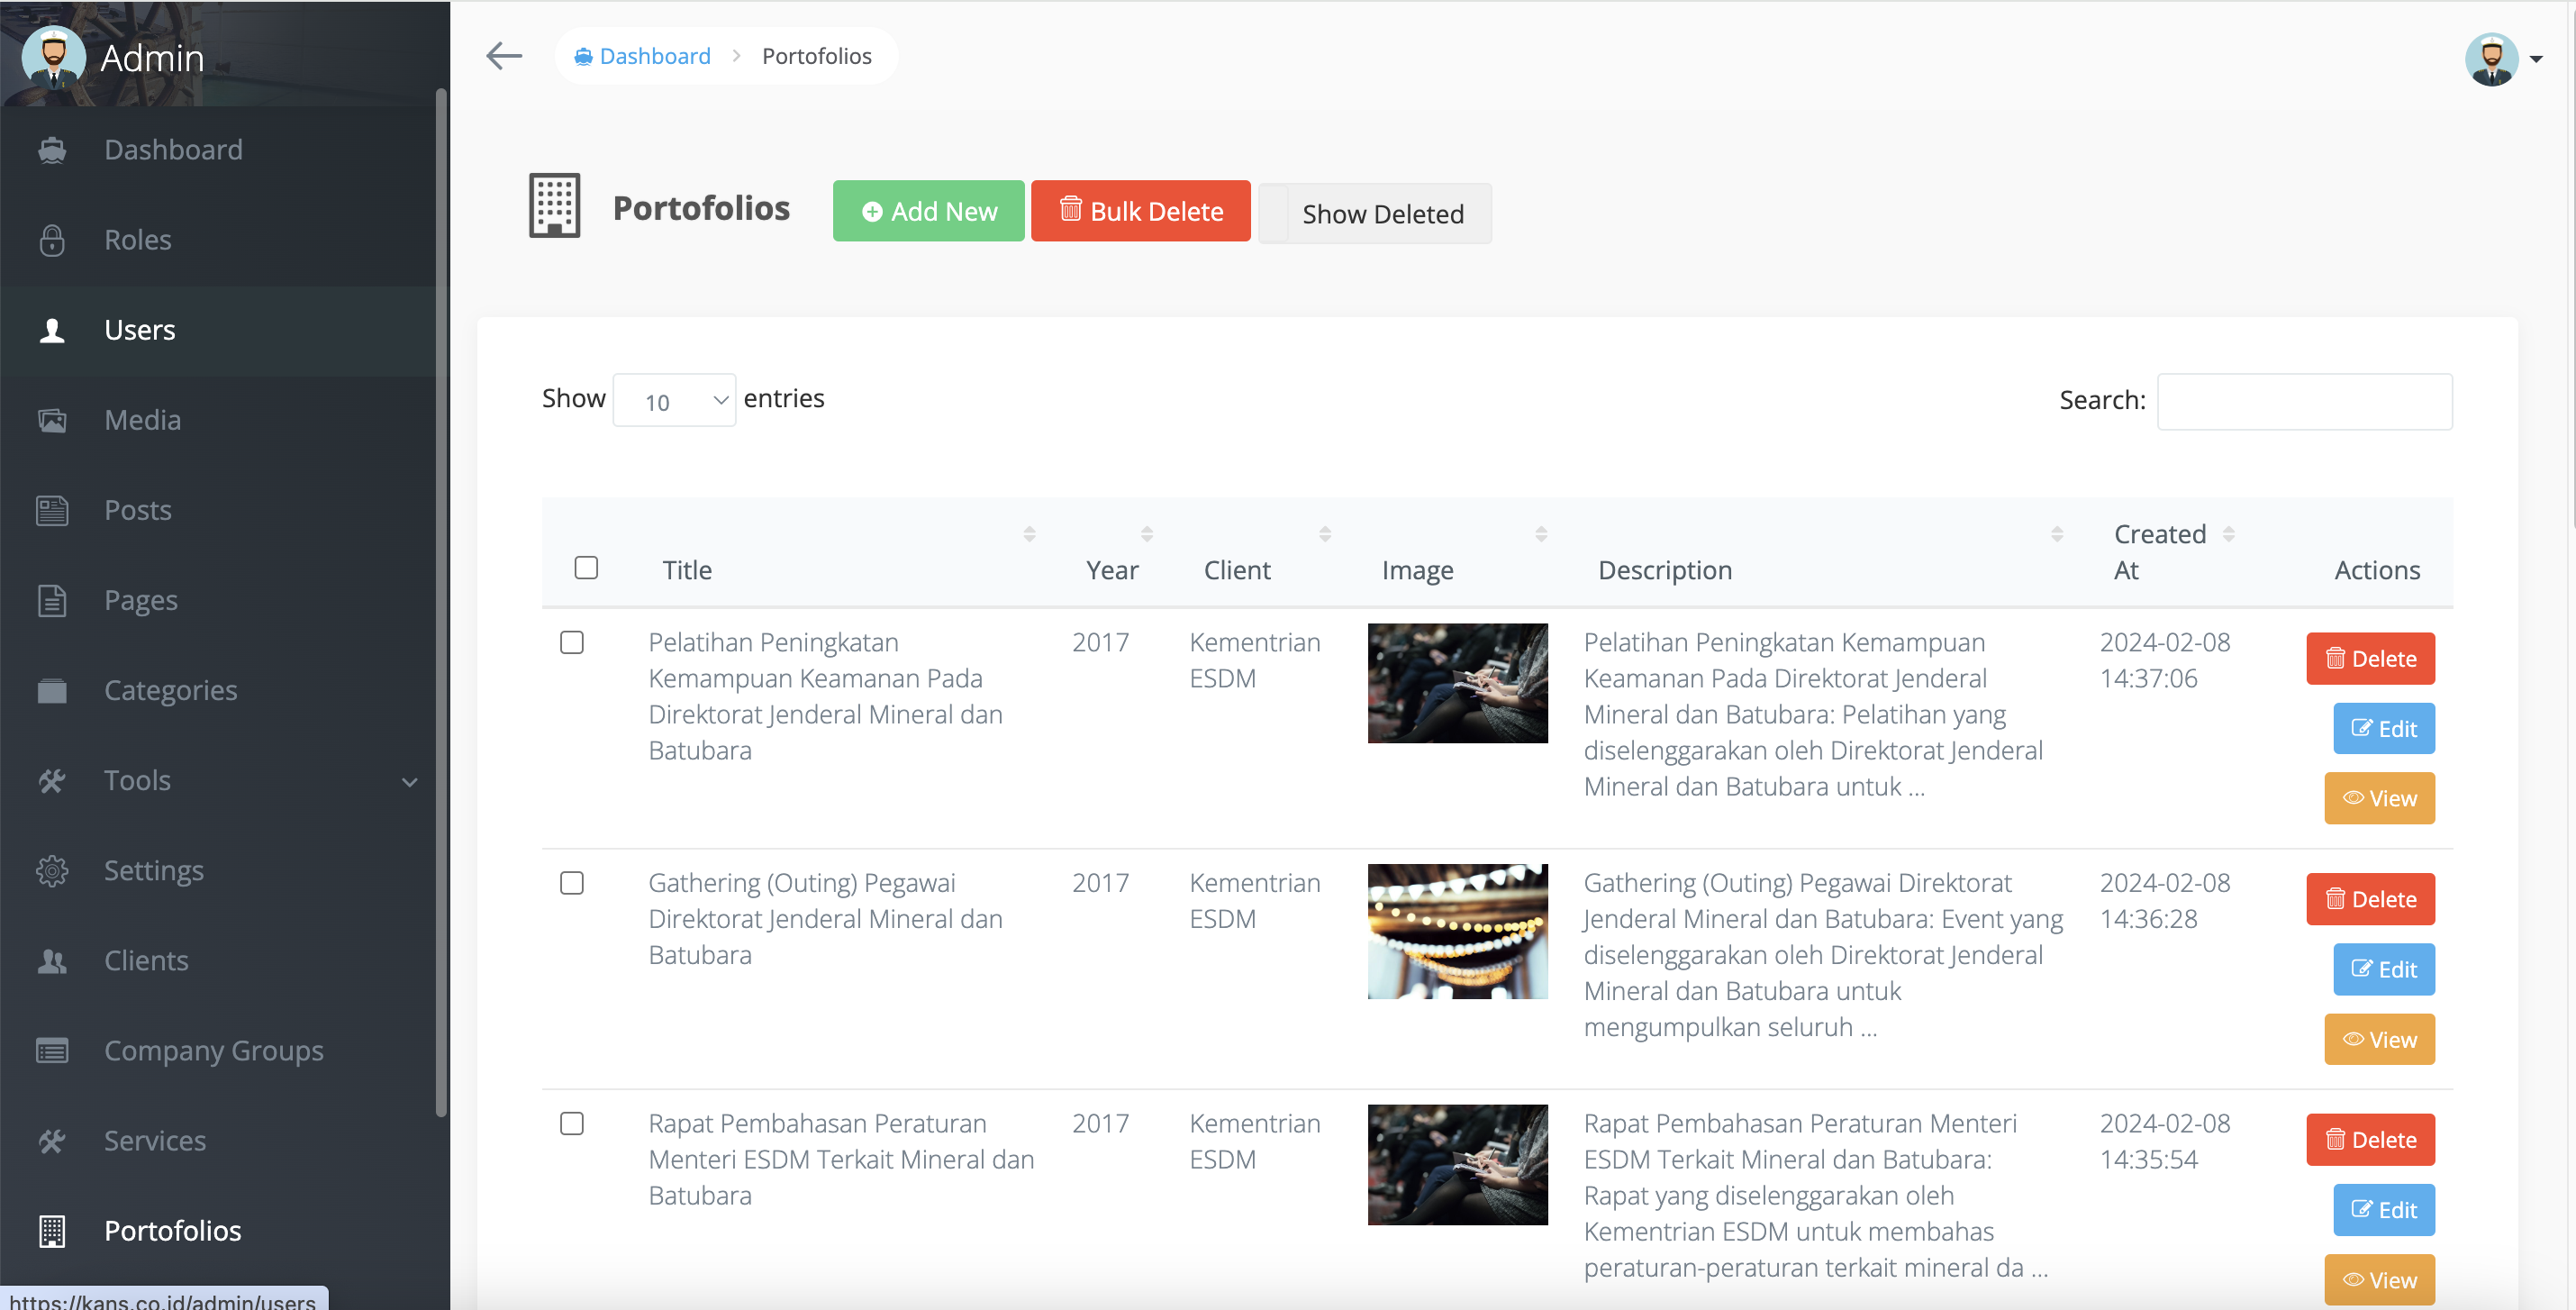 Admin
Dashboard
Roles
Users
Media
Posts
Pages
Categories
Tools
Settings
Clients
Company Groups
Services
Portofolios
https://kans.co.id/admin/users
Dashboard > Portofolios
Portofolios
Add New
Bulk Delete
Show Deleted
Show 10 entries
Search:
Title
Year
Client
Image
Description
Created
At
Actions
Pelatihan Peningkatan
Kemampuan Keamanan Pada
Direktorat Jenderal Mineral dan
Batubara
2017
Kementrian
ESDM
Pelatihan Peningkatan Kemampuan
Keamanan Pada Direktorat Jenderal
Mineral dan Batubara: Pelatihan yang
diselenggarakan oleh Direktorat Jenderal
Mineral dan Batubara untuk ...
2024-02-08
14:37:06
Delete
Edit
View
Gathering (Outing) Pegawai
Direktorat Jenderal Mineral dan
Batubara
2017
Kementrian
ESDM
Gathering (Outing) Pegawai Direktorat
Jenderal Mineral dan Batubara: Event yang
diselenggarakan oleh Direktorat Jenderal
Mineral dan Batubara untuk
mengumpulkan seluruh ...
2024-02-08
14:36:28
Delete
Edit
View
Rapat Pembahasan Peraturan
Menteri ESDM Terkait Mineral dan
Batubara
2017
Kementrian
ESDM
Rapat Pembahasan Peraturan Menteri
ESDM Terkait Mineral dan Batubara:
Rapat yang diselenggarakan oleh
Kementrian ESDM untuk membahas
peraturan-peraturan terkait mineral da ...
2024-02-08
14:35:54
Delete
Edit
View